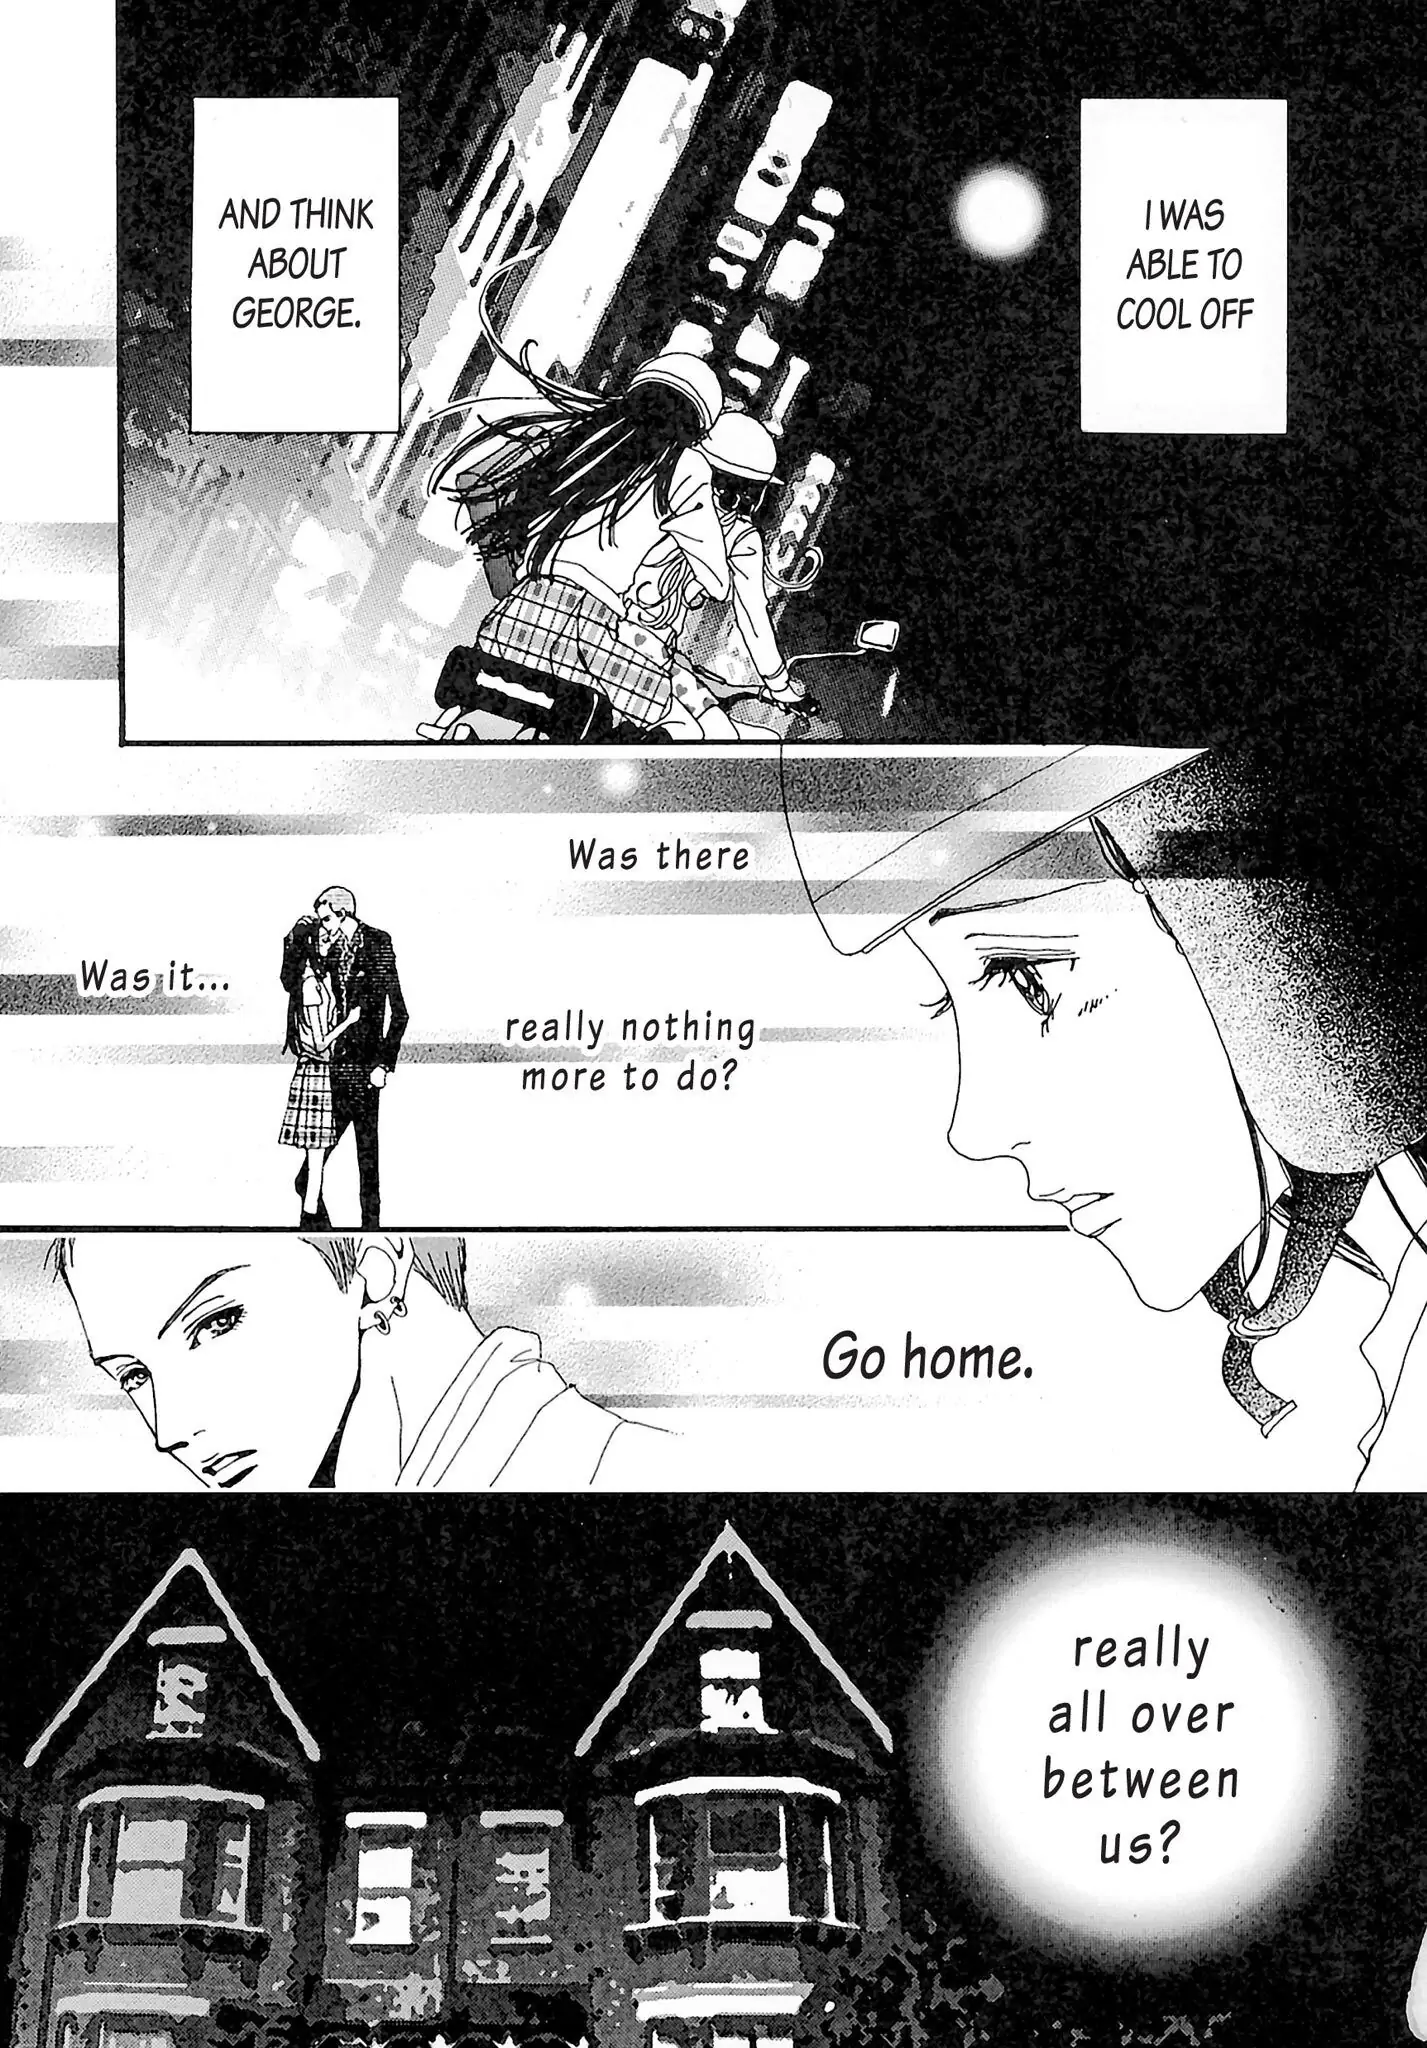 I WAS
ABLE TO
COOL OFF
AND THINK
ABOUT
GEORGE.
Was there
really nothing
more to do?
Was it...
Go home.
really
all over
between
us?